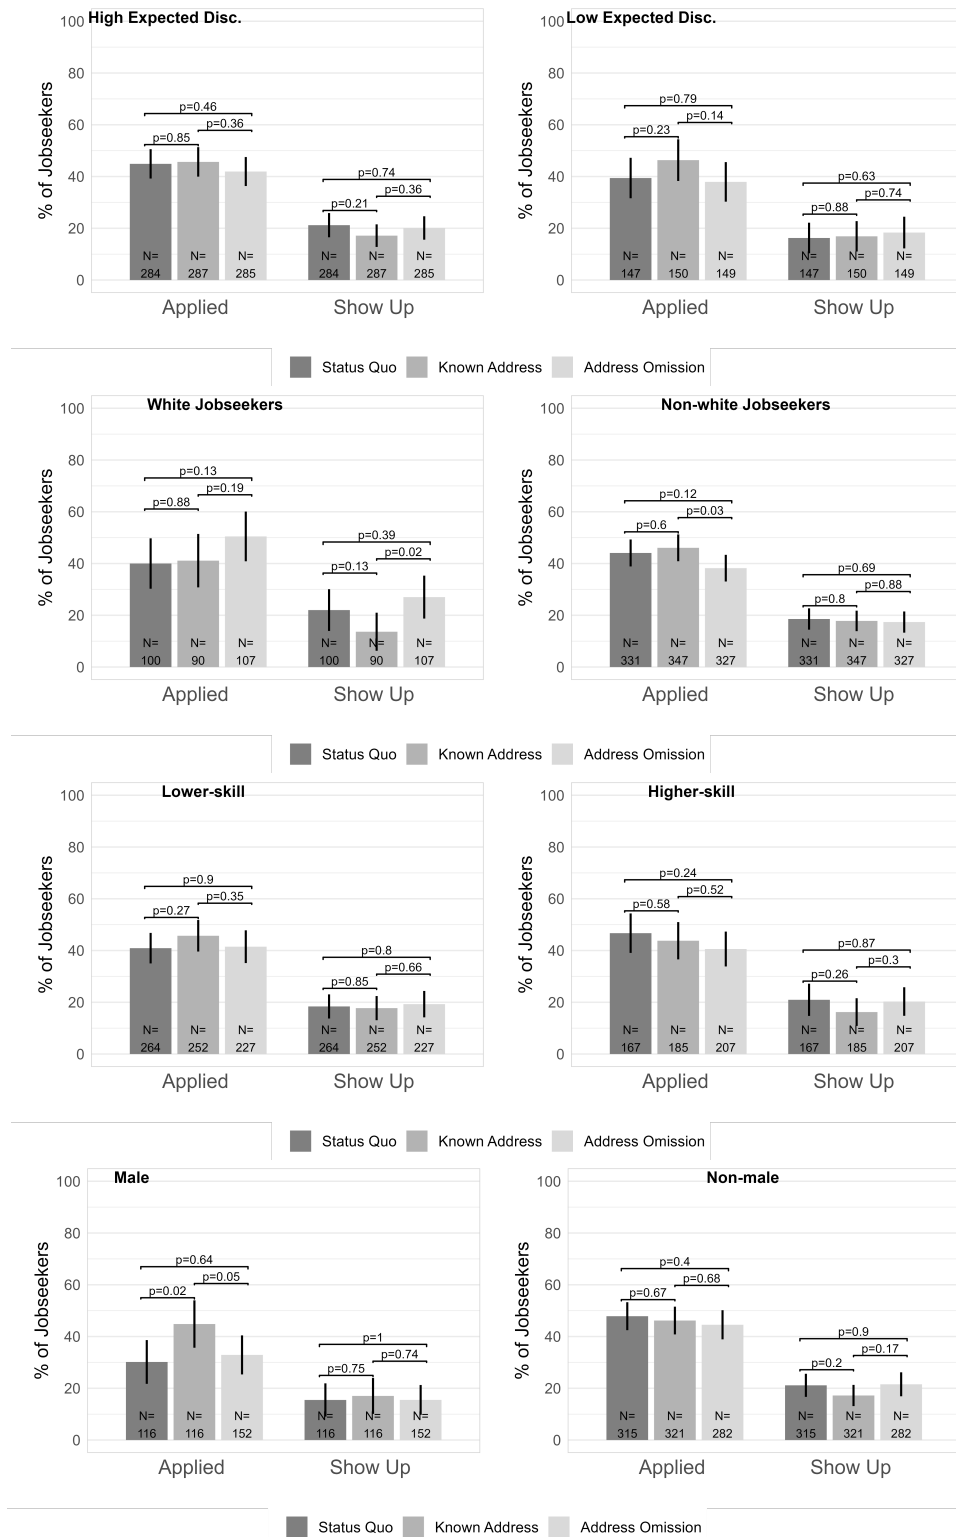 High Expected Disc.
100
80
60
40
20
0
% of Jobseekers
p=0.46
p=0.36
p=0.85
p=0.74
p=0.36
p=0.21
N= N= N= N= N= N=
284 287 285 284 287 285
Applied Show Up
Low Expected Disc.
100
80
60
40
20
0
% of Jobseekers
p=0.79
p=0.14
p=0.23
p=0.63
p=0.74
p=0.88
N= N= N= N= N= N=
147 150 149 147 150 149
Applied Show Up
Status Quo Known Address Address Omission
White Jobseekers
100
80
60
40
20
0
% of Jobseekers
p=0.13
p=0.19
p=0.88
p=0.39
p=0.02
p=0.13
N= N= N= N= N= N=
100 90 107 100 90 107
Applied Show Up
Non-white Jobseekers
100
80
60
40
20
0
% of Jobseekers
p=0.12
p=0.03
p=0.6
p=0.69
p=0.88
p=0.8
N= N= N= N= N= N=
331 347 327 331 347 327
Applied Show Up
Status Quo Known Address Address Omission
Lower-skill
100
80
60
40
20
0
% of Jobseekers
p=0.9
p=0.35
p=0.27
p=0.8
p=0.66
p=0.85
N= N= N= N= N= N=
264 252 227 264 252 227
Applied Show Up
Higher-skill
100
80
60
40
20
0
% of Jobseekers
p=0.24
p=0.52
p=0.58
p=0.87
p=0.3
p=0.26
N= N= N= N= N= N=
167 185 207 167 185 207
Applied Show Up
Status Quo Known Address Address Omission
Male
100
80
60
40
20
0
% of Jobseekers
p=0.64
p=0.05
p=0.02
p=1
p=0.74
p=0.75
N= N= N= N= N= N=
116 116 152 116 116 152
Applied Show Up
Non-male
100
80
60
40
20
0
% of Jobseekers
p=0.4
p=0.68
p=0.67
p=0.9
p=0.17
p=0.2
N= N= N= N= N= N=
315 321 282 315 321 282
Applied Show Up
Status Quo Known Address Address Omission